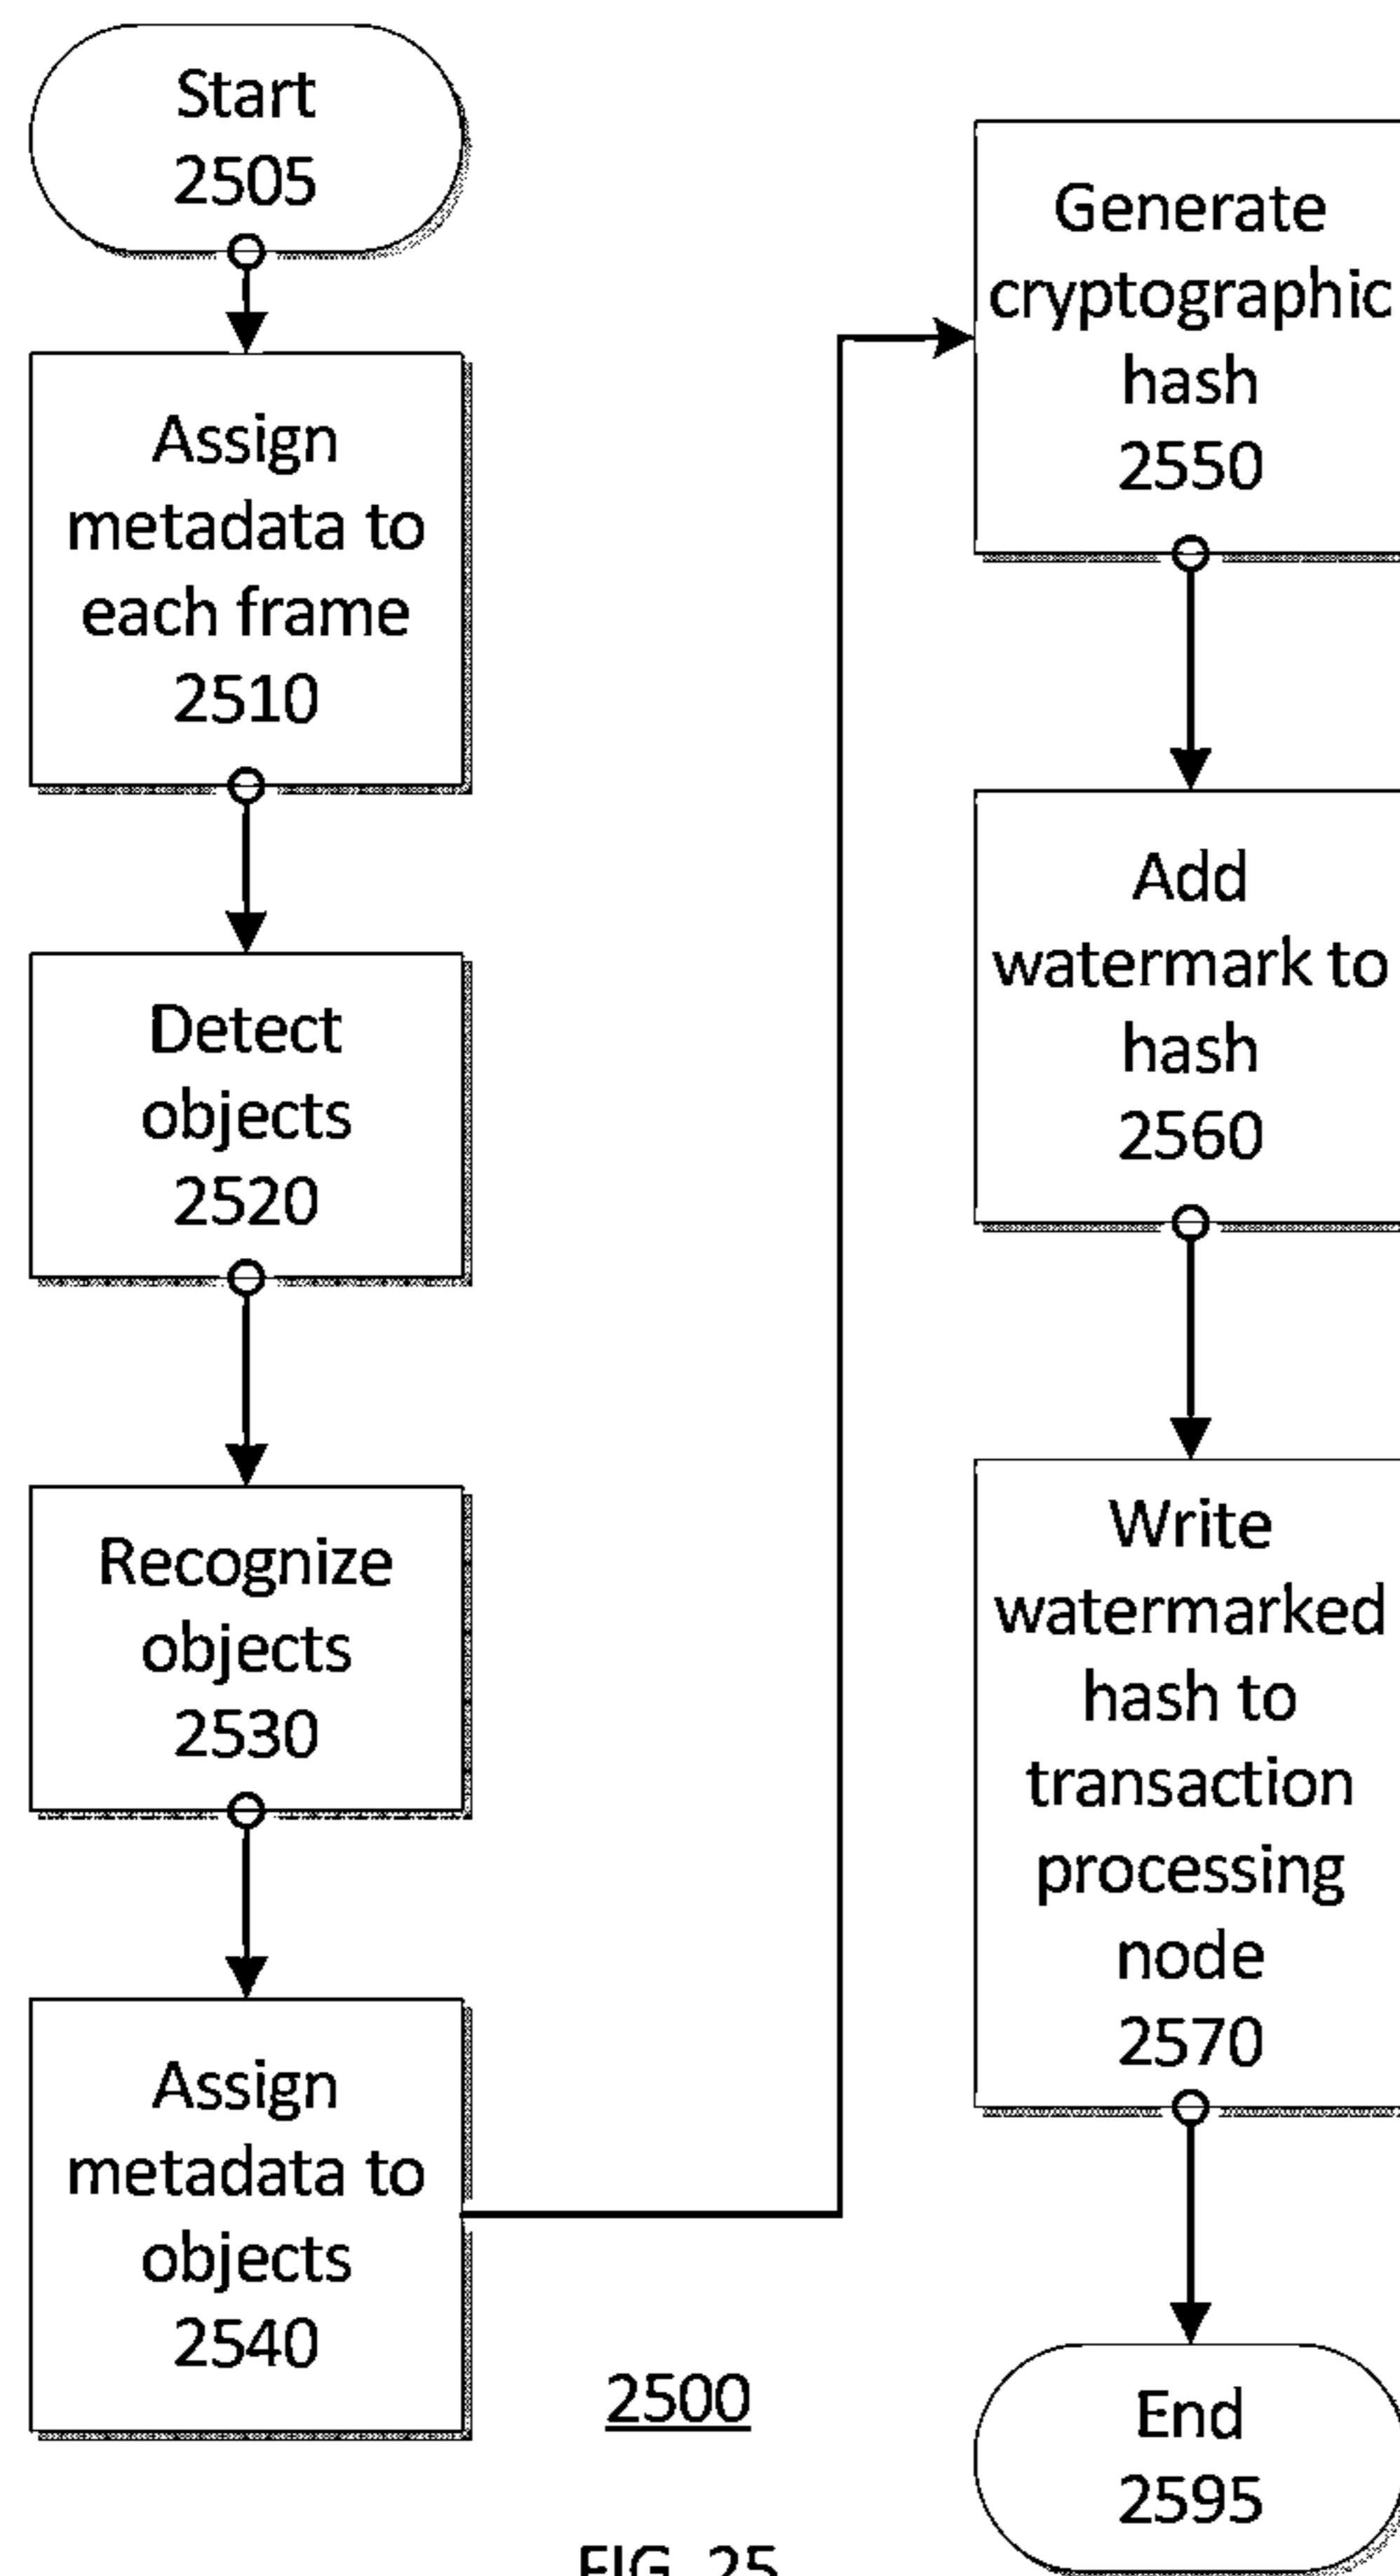 Start
2505
Assign
metadata to
each frame
2510
Detect
objects
2520
Recognize
objects
2530
Assign
metadata to
objects
2540
Generate
cryptographic
hash
2550
Add
watermark to
hash
2560
Write
watermarked
hash to
transaction
processing
node
2570
End
2595
2500
FIG. 25